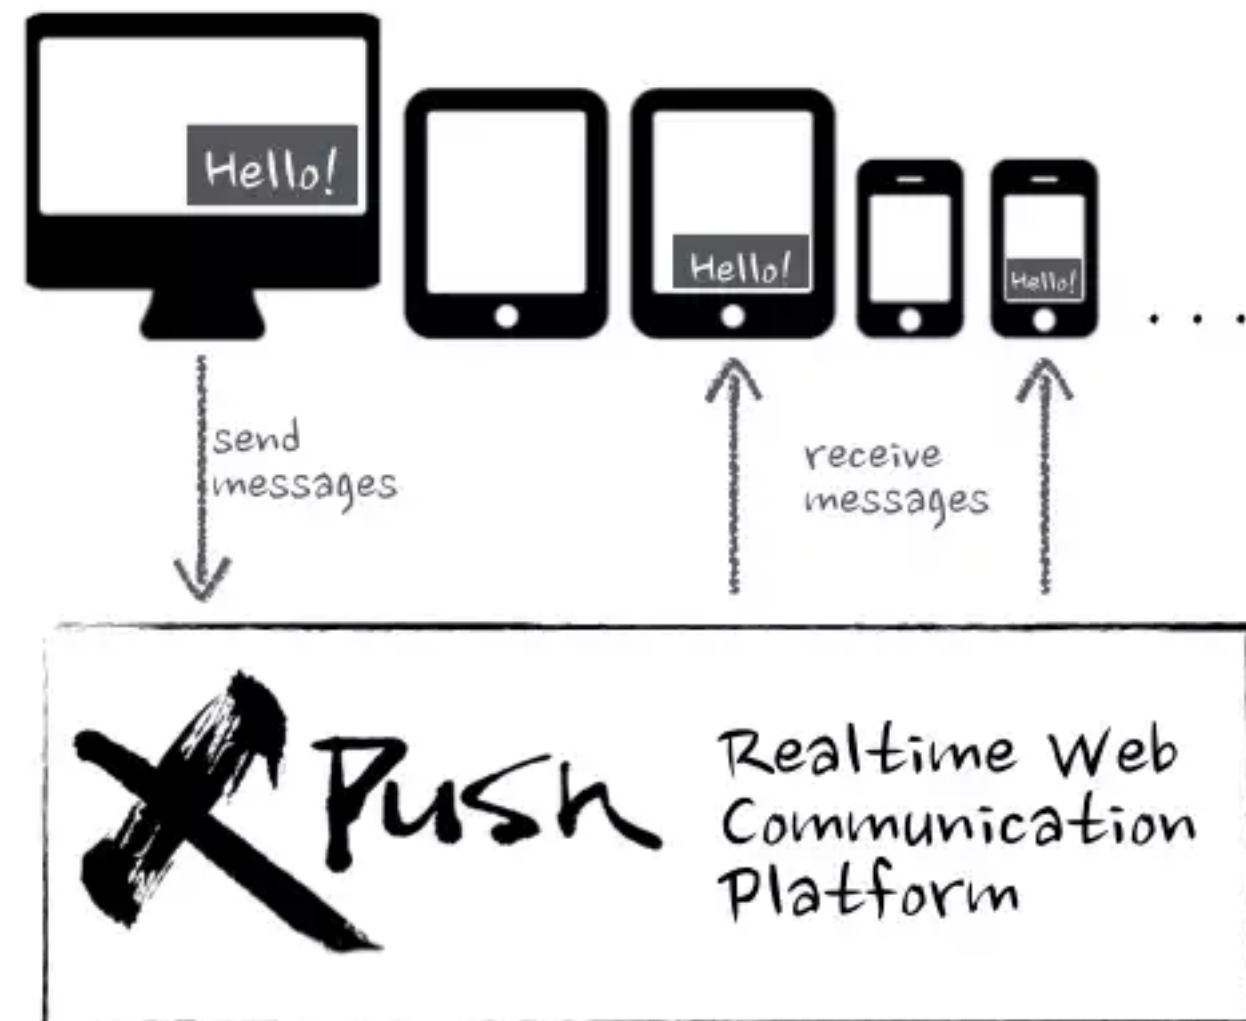 Hello!
Hello!
Hello!
send
messages
receive
messages
. . .
XPush
Realtime Web
Communication
Platform